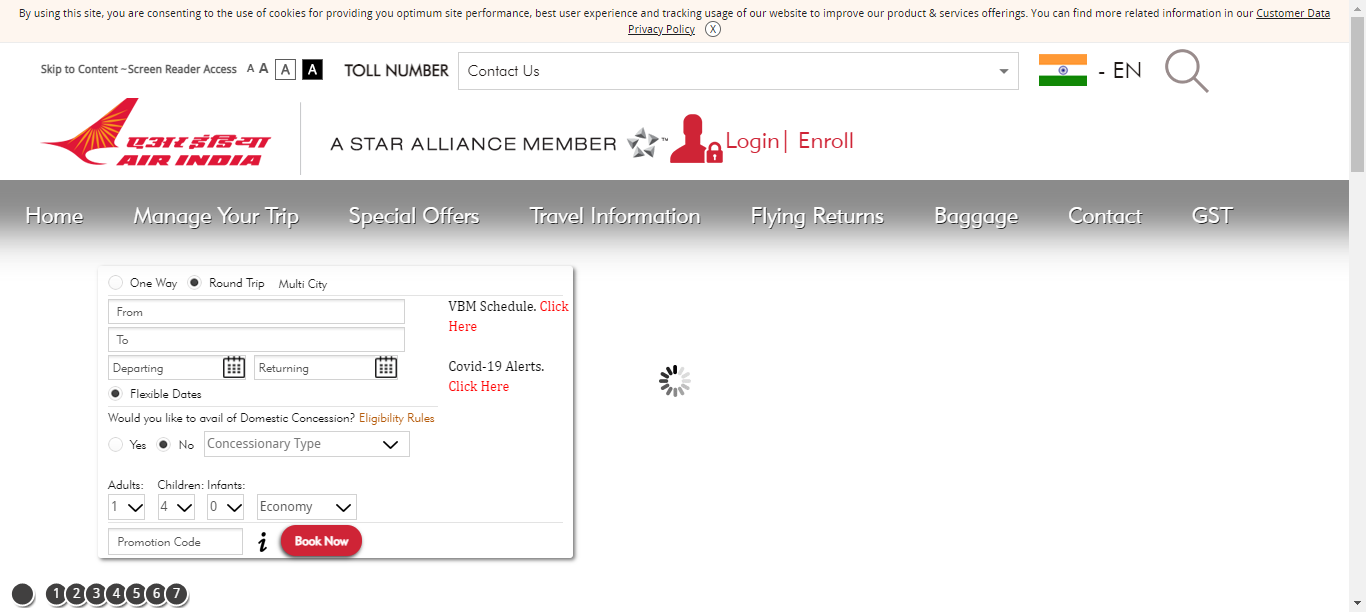 By using this site, you are consenting to the use of cookies for providing you optimum site performance, best user experience and tracking usage of our website to improve our product & services offerings. You can find more related information in our Customer Data
Privacy Policy X
Skip to Content ~Screen Reader Access A A A A TOLL NUMBER Contact Us - EN
एअर इंडिया
AIR INDIA
A STAR ALLIANCE MEMBER ™ Login| Enroll
Home Manage Your Trip Special Offers Travel Information Flying Returns Baggage Contact GST
One Way Round Trip Multi City
From
To
Departing Returning
Flexible Dates
VBM Schedule. Click
Here
Covid-19 Alerts.
Click Here
Would you like to avail of Domestic Concession? Eligibility Rules
Yes No Concessionary Type
Adults: Children: Infants:
1 4 0 Economy
Promotion Code i Book Now
1 2 3 4 5 6 7